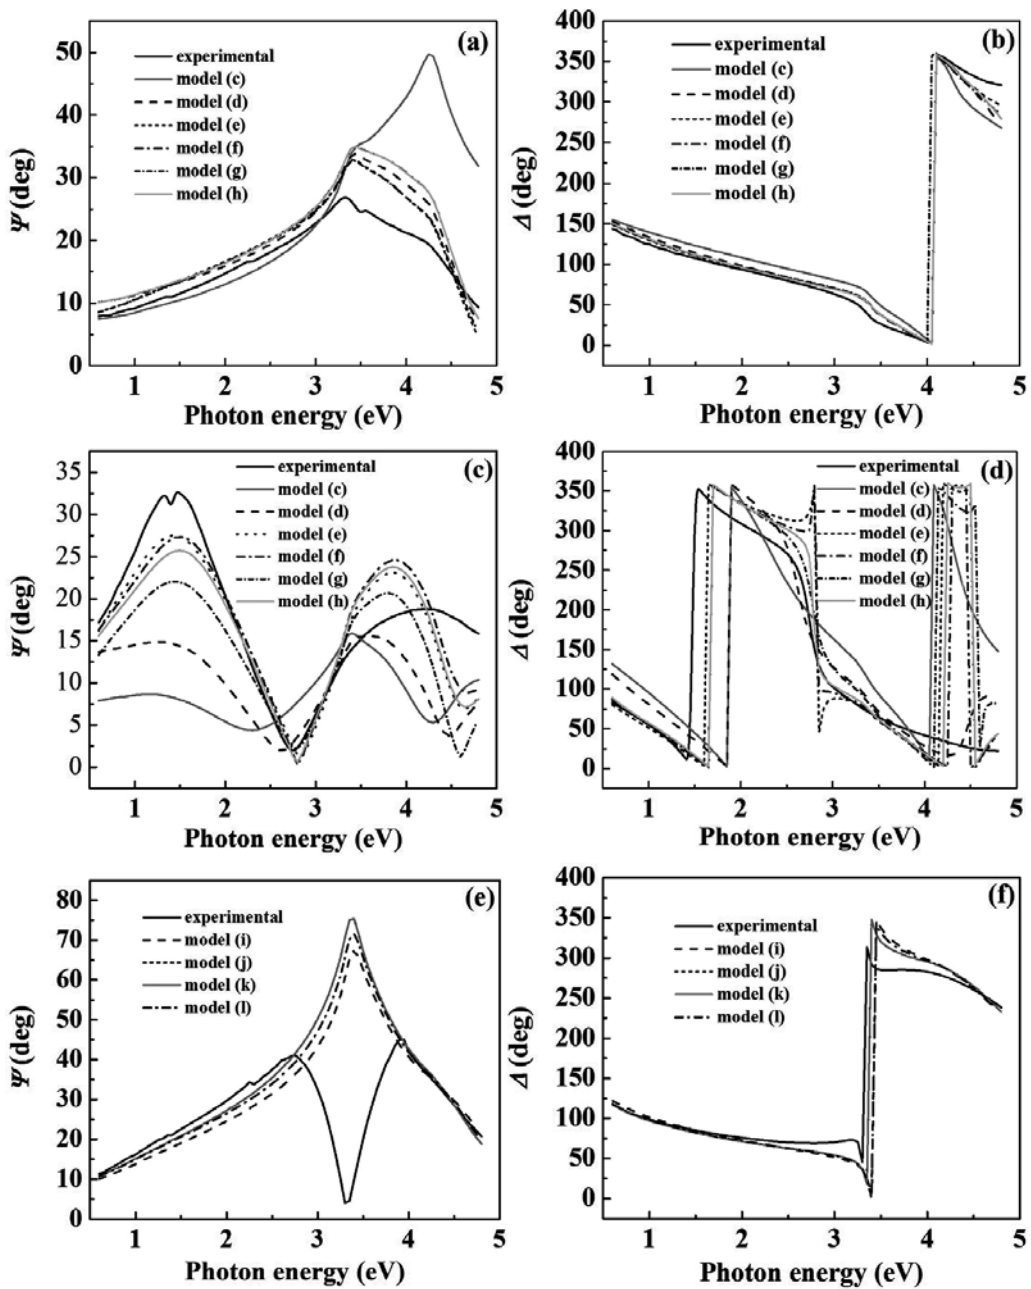 (a)
50
40
30
20
10
0
Ψ (deg)
experimental
model (c)
model (d)
model (e)
model (f)
model (g)
model (h)
1 2 3 4 5
Photon energy (eV)
(b)
400
350
300
250
200
150
100
50
0
Δ (deg)
experimental
model (c)
model (d)
model (e)
model (f)
model (g)
model (h)
1 2 3 4 5
Photon energy (eV)
(c)
35
30
25
20
15
10
5
0
Ψ (deg)
experimental
model (c)
model (d)
model (e)
model (f)
model (g)
model (h)
1 2 3 4 5
Photon energy (eV)
(d)
400
350
300
250
200
150
100
50
0
Δ (deg)
experimental
model (c)
model (d)
model (e)
model (f)
model (g)
model (h)
1 2 3 4 5
Photon energy (eV)
(e)
80
70
60
50
40
30
20
10
0
Ψ (deg)
experimental
model (i)
model (j)
model (k)
model (l)
1 2 3 4 5
Photon energy (eV)
(f)
400
350
300
250
200
150
100
50
0
Δ (deg)
experimental
model (i)
model (j)
model (k)
model (l)
1 2 3 4 5
Photon energy (eV)